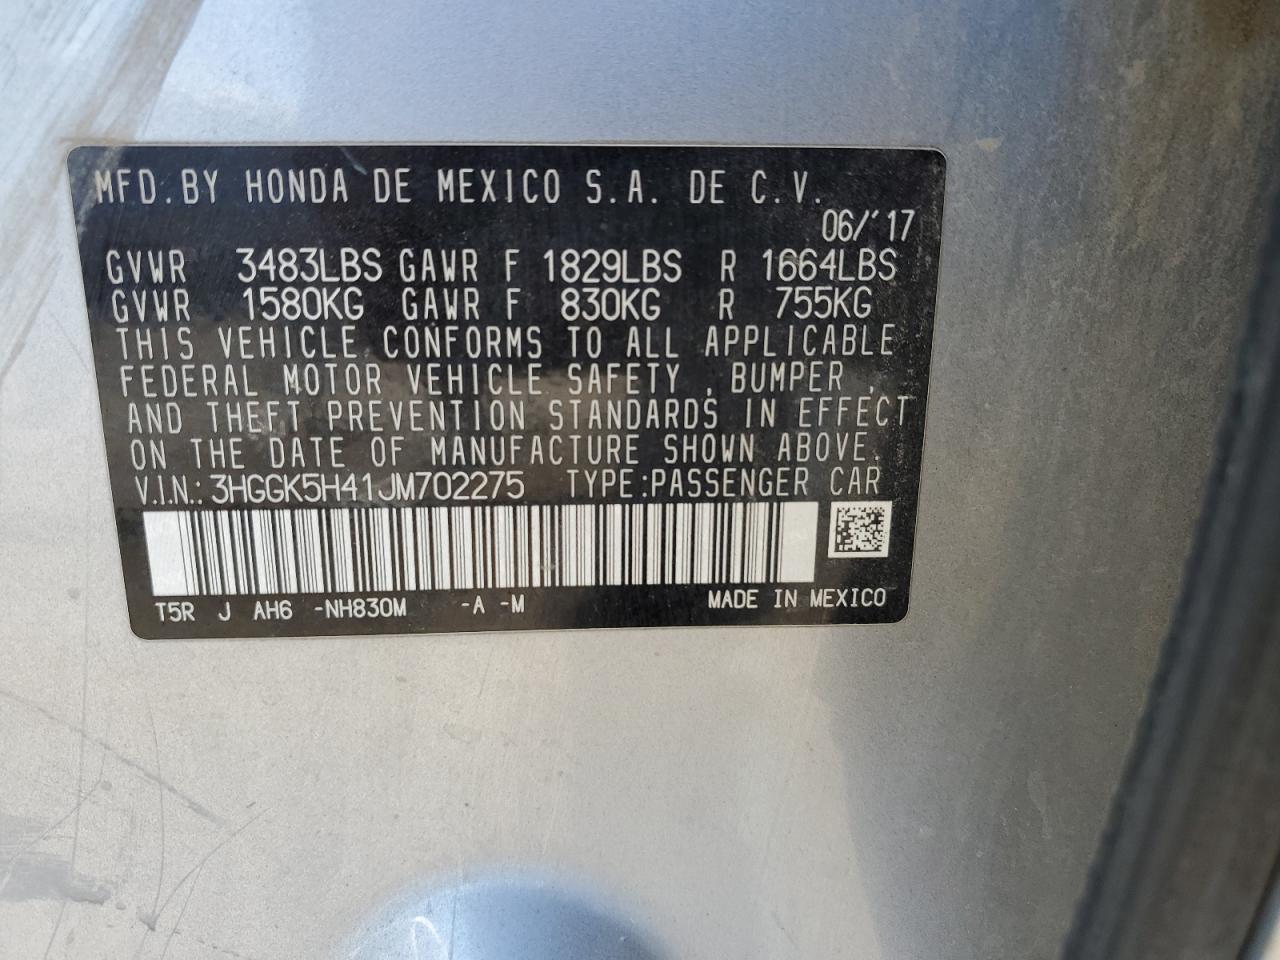 MFD.BY HONDA DE MEXICO S.A. DE C.V.
06/'17
GVWR 3483LBS GAWR F 1829LBS R 1664LBS
GVWR 1580KG GAWR F 830KG R 755KG
THIS VEHICLE CONFORMS TO ALL APPLICABLE
FEDERAL MOTOR VEHICLE SAFETY , BUMPER ,
AND THEFT PREVENTION STANDARDS IN EFFECT
ON THE DATE OF MANUFACTURE SHOWN ABOVE.
V.I.N.: 3HGGK5H41JM702275 TYPE:PASSENGER CAR
T5R J AH6 -NH830M -A -M MADE IN MEXICO